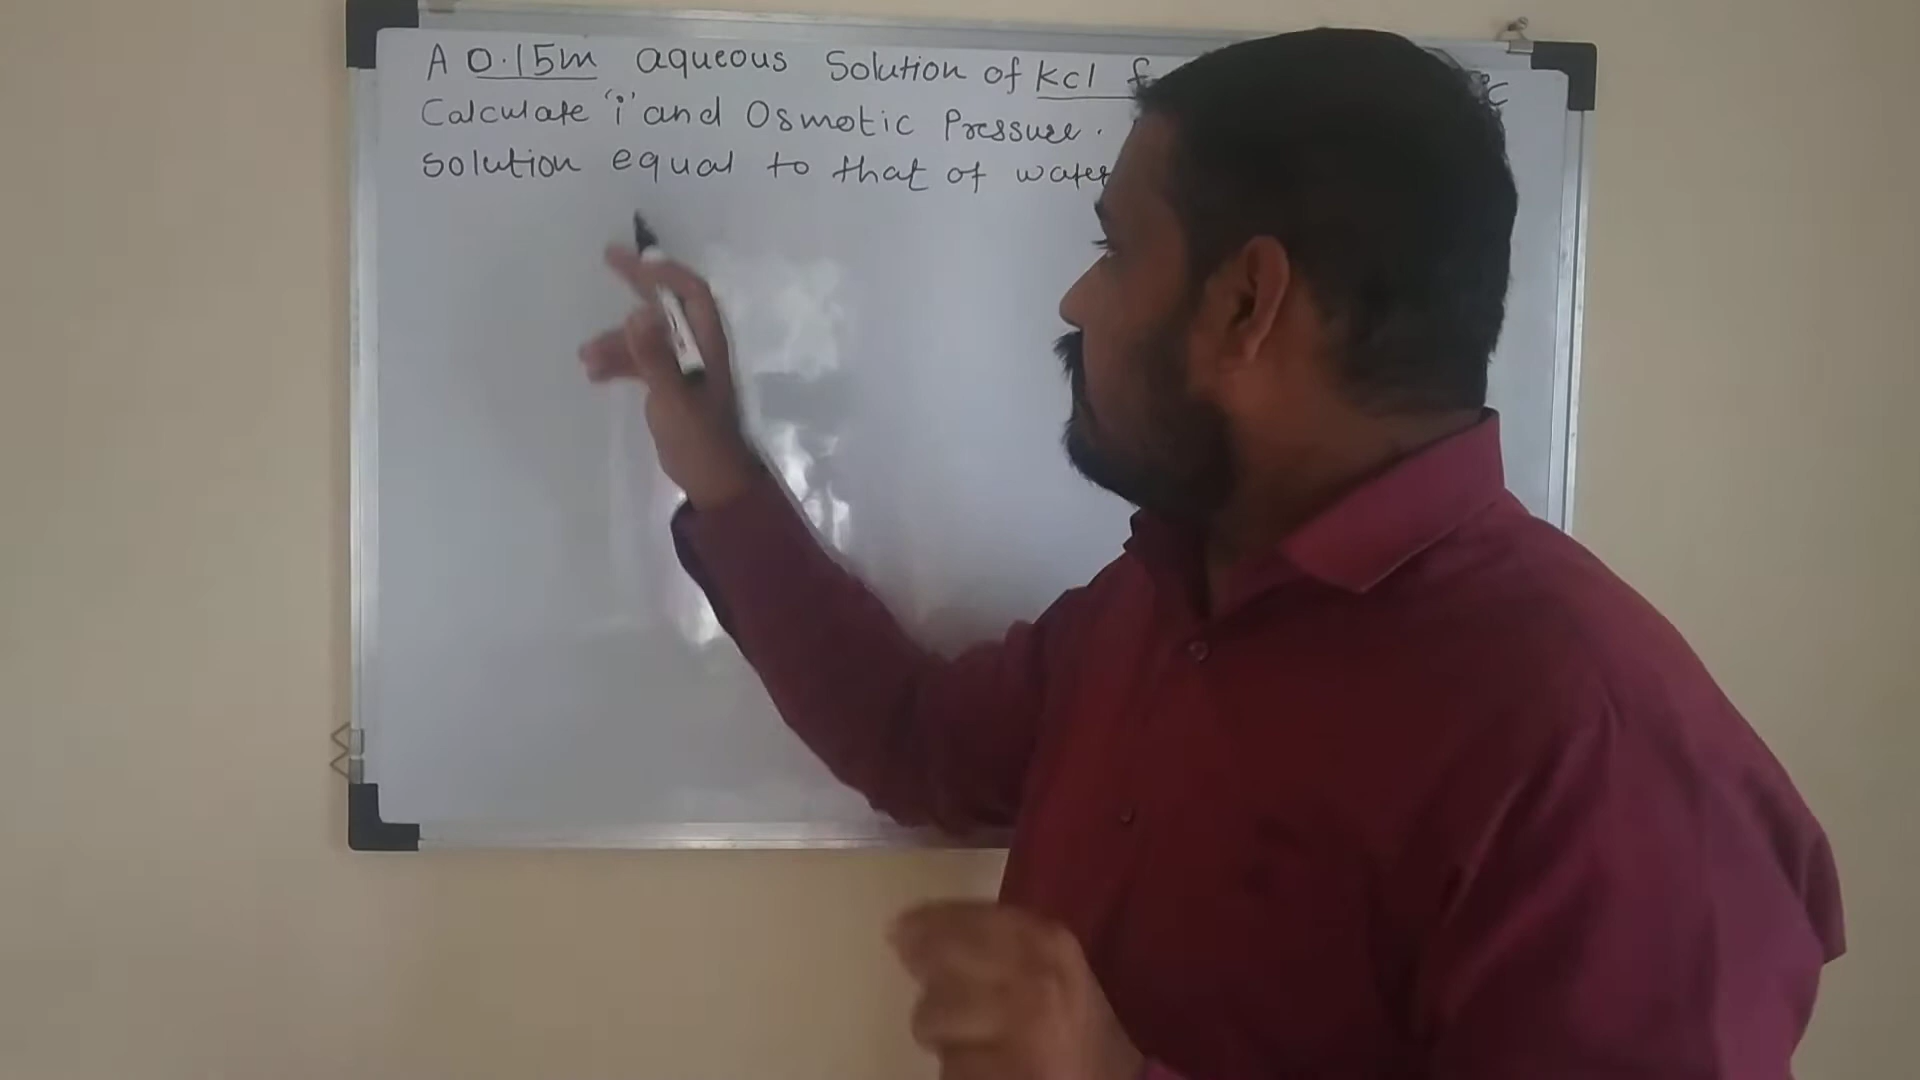 A 0.15m aqueous Solution of Kcl °C
Calculate 'i' and Osmotic Pressure.
solution equal to that of water